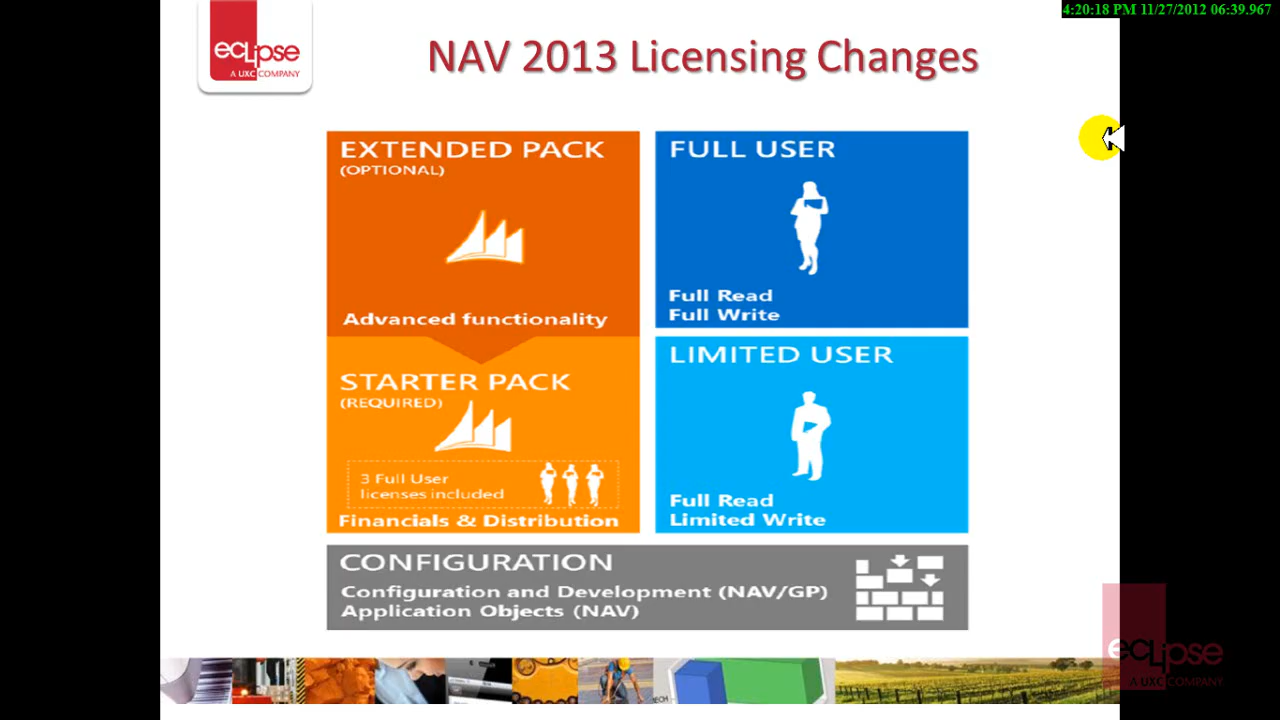 4:20:18 PM 11/27/2012 06:39.967
eclipse
A UXC COMPANY
NAV 2013 Licensing Changes
EXTENDED PACK
(OPTIONAL)
Advanced functionality
STARTER PACK
(REQUIRED)
3 Full User
licenses included
Financials & Distribution
FULL USER
Full Read
Full Write
LIMITED USER
Full Read
Limited Write
CONFIGURATION
Configuration and Development (NAV/GP)
Application Objects (NAV)
eclipse
A UXC COMPANY